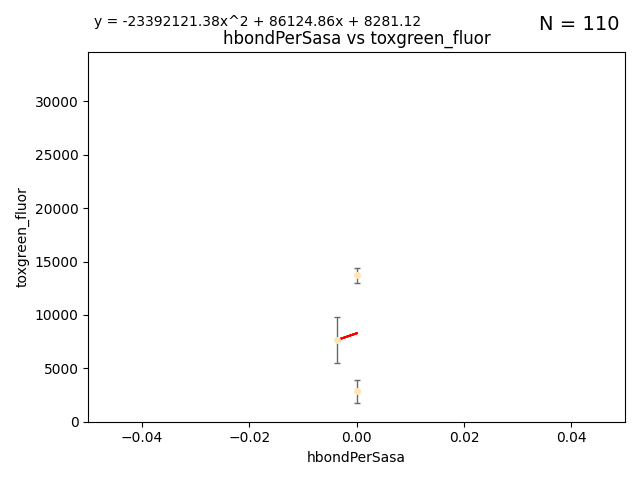 y = -23392121.38x^2 + 86124.86x + 8281.12
N = 110
hbondPerSasa vs toxgreen_fluor
30000
25000
20000
15000
10000
5000
0
toxgreen_fluor
−0.04
−0.02
0.00
0.02
0.04
hbondPerSasa